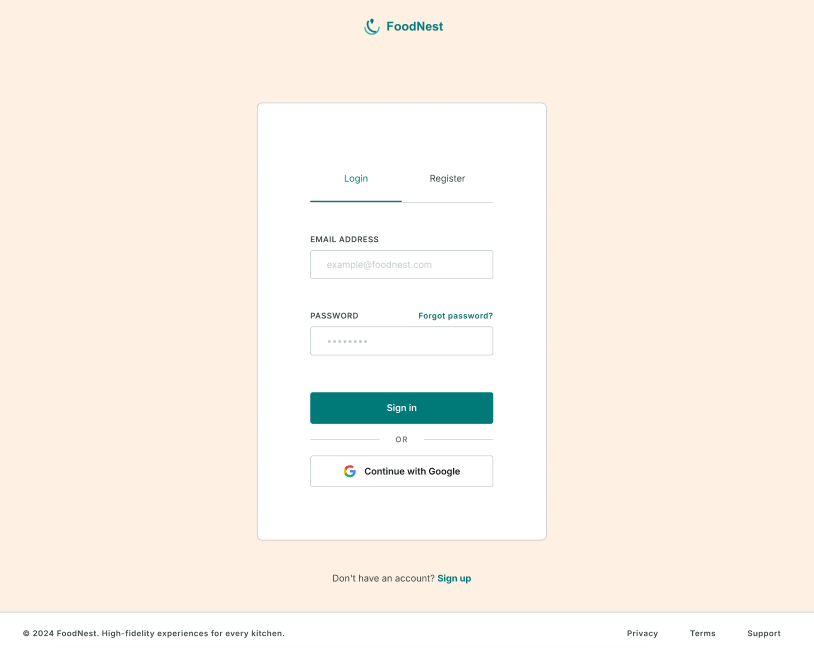 FoodNest
Login Register
EMAIL ADDRESS
example@foodnest.com
PASSWORD Forgot password?
Sign in
OR
Continue with Google
Don't have an account? Sign up
© 2024 FoodNest. High-fidelity experiences for every kitchen. Privacy Terms Support